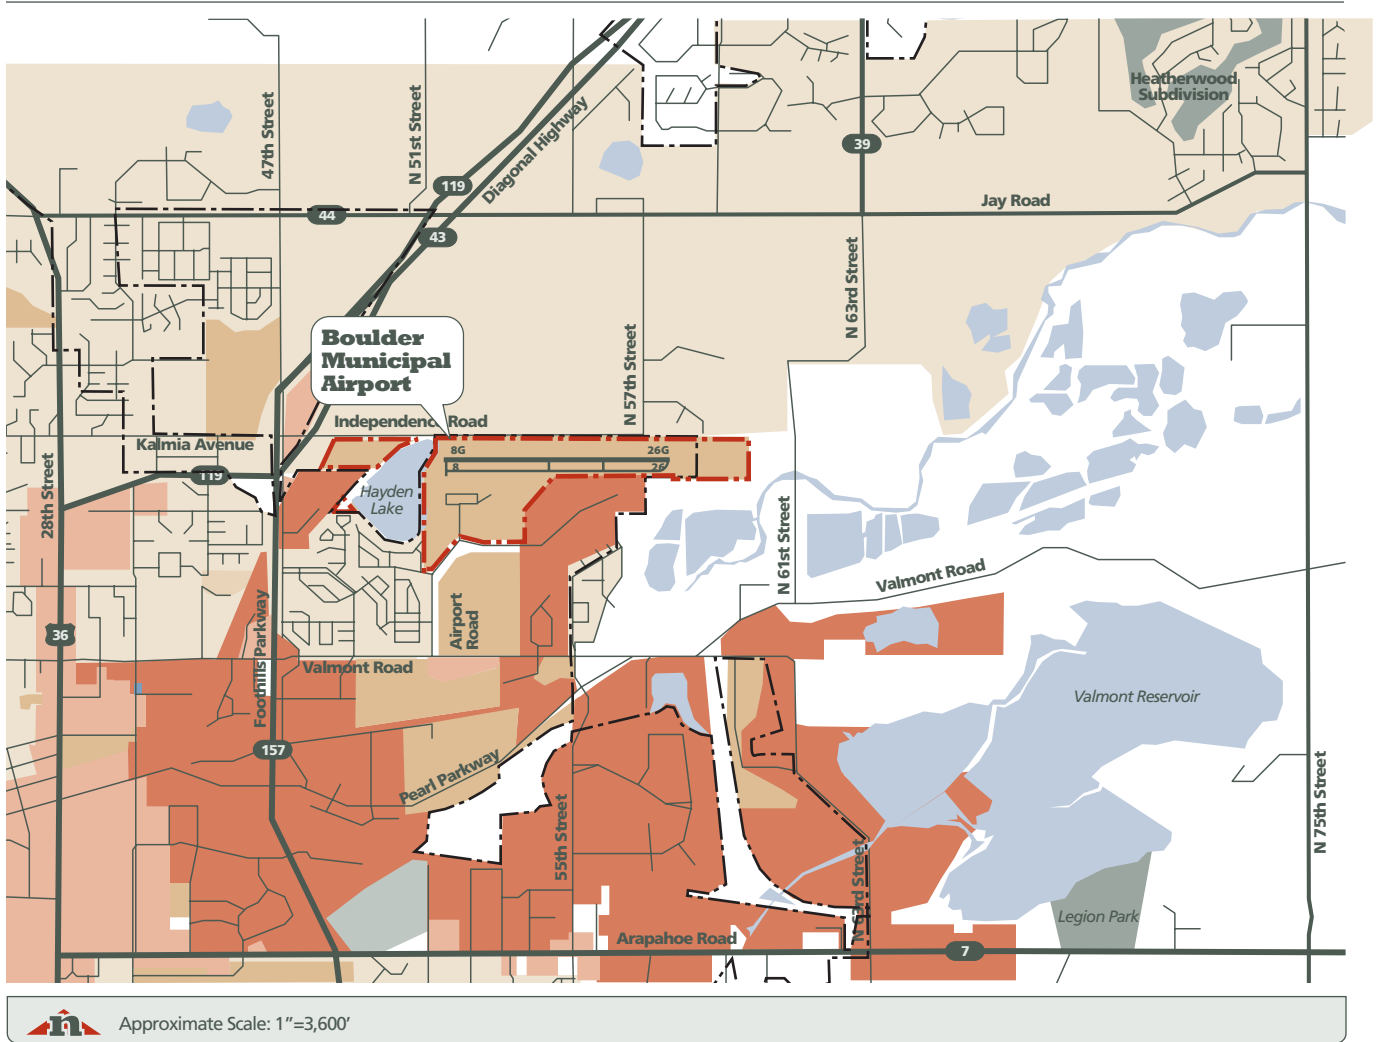 Heatherwood
Subdivision
47th Street
N 51st Street
Diagonal Highway
39
119
44
43
Jay Road
N 63rd Street
Boulder
Municipal
Airport
N 57th Street
Independence Road
Kalmia Avenue
119
8G
26G
8
26
Hayden
Lake
28th Street
N 61st Street
Valmont Road
36
Foothills Parkway
Airport
Road
Valmont Road
Valmont Reservoir
157
Pearl Parkway
55th Street
N 75th Street
N 63rd Street
Legion Park
Arapahoe Road
7
n
Approximate Scale: 1”=3,600’